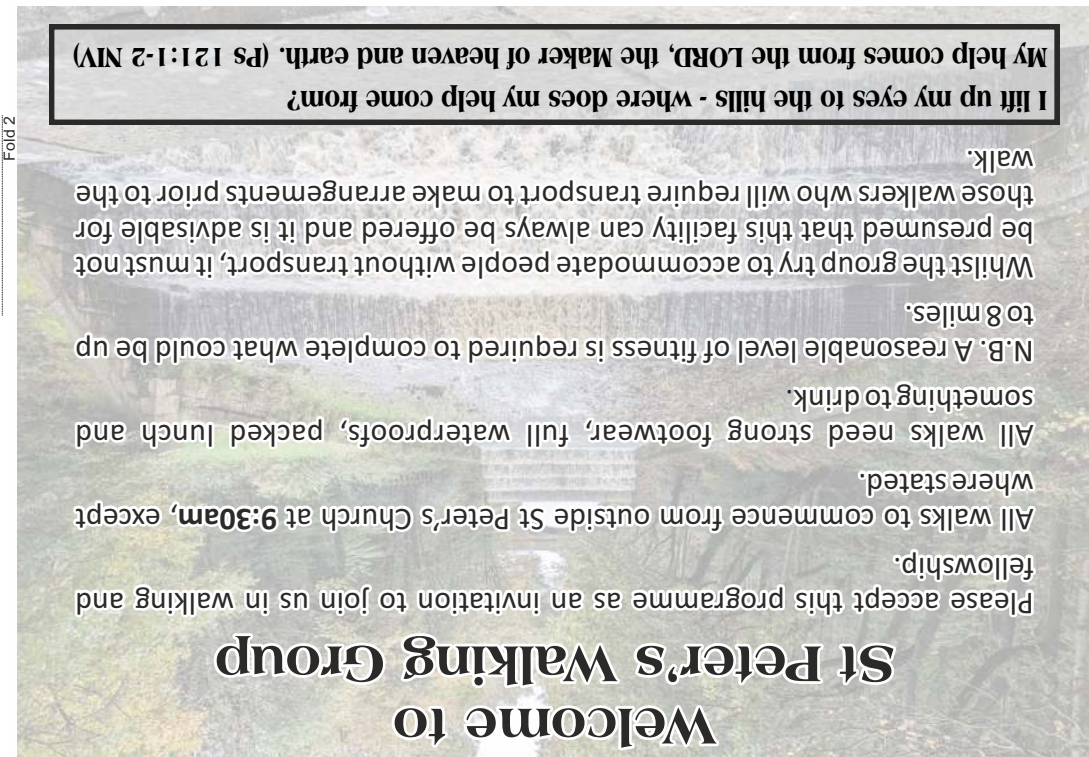 Welcome to
St Peter's Walking Group
Please accept this programme as an invitation to join us in walking and
fellowship.
All walks to commence from outside St Peter's Church at 9:30am, except
where stated.
All walks need strong footwear, full waterproofs, packed lunch and
something to drink.
N.B. A reasonable level of fitness is required to complete what could be up
to 8 miles.
Whilst the group try to accommodate people without transport, it must not
be presumed that this facility can always be offered and it is advisable for
those walkers who will require transport to make arrangements prior to the
walk.
I lift up my eyes to the hills - where does my help come from?
My help comes from the LORD, the Maker of heaven and earth. (Ps 121:1-2 NIV)
Fold 2